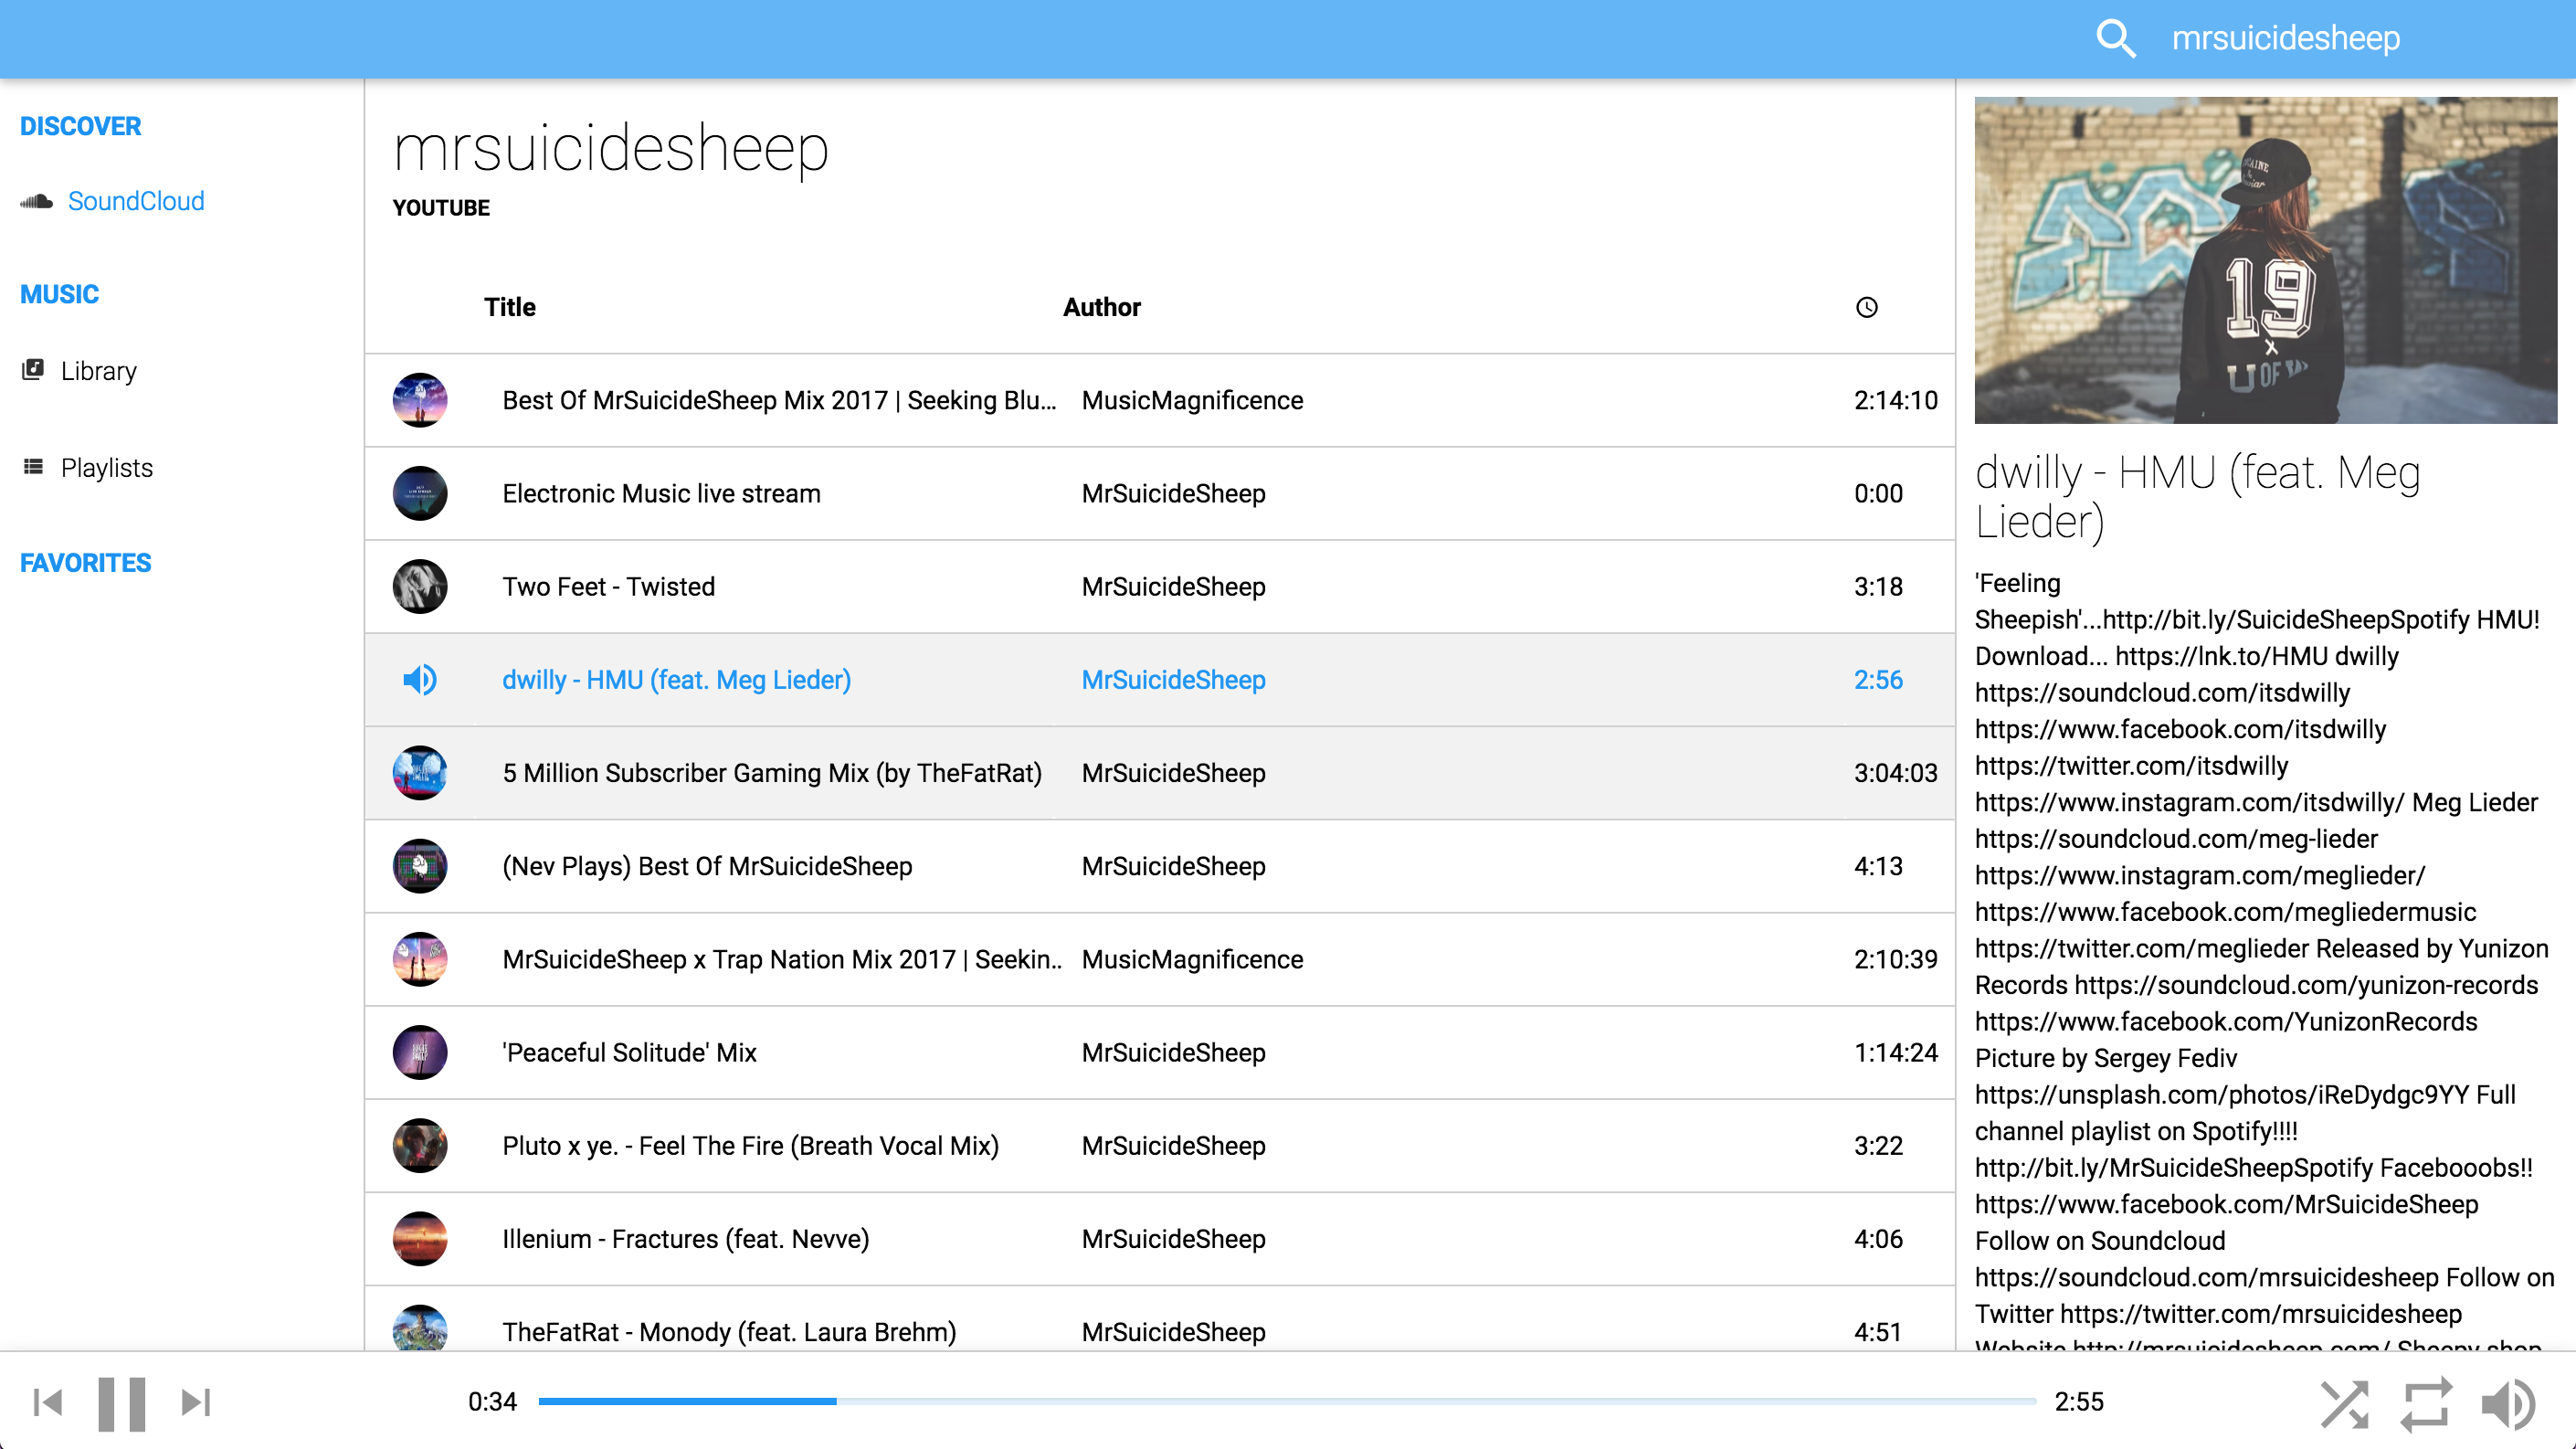 mrsuicidesheep
DISCOVER
SoundCloud
MUSIC
Library
Playlists
FAVORITES
mrsuicidesheep
YOUTUBE
Title Author
Best Of MrSuicideSheep Mix 2017 | Seeking Blu... MusicMagnificence 2:14:10
Electronic Music live stream MrSuicideSheep 0:00
Two Feet - Twisted MrSuicideSheep 3:18
dwilly - HMU (feat. Meg Lieder) MrSuicideSheep 2:56
5 Million Subscriber Gaming Mix (by TheFatRat) MrSuicideSheep 3:04:03
(Nev Plays) Best Of MrSuicideSheep MrSuicideSheep 4:13
MrSuicideSheep x Trap Nation Mix 2017 | Seekin.. MusicMagnificence 2:10:39
'Peaceful Solitude' Mix MrSuicideSheep 1:14:24
Pluto x ye. - Feel The Fire (Breath Vocal Mix) MrSuicideSheep 3:22
Illenium - Fractures (feat. Nevve) MrSuicideSheep 4:06
TheFatRat - Monody (feat. Laura Brehm) MrSuicideSheep 4:51
19
x
U OF
dwilly - HMU (feat. Meg
Lieder)
'Feeling
Sheepish'...http://bit.ly/SuicideSheepSpotify HMU!
Download... https://lnk.to/HMU dwilly
https://soundcloud.com/itsdwilly
https://www.facebook.com/itsdwilly
https://twitter.com/itsdwilly
https://www.instagram.com/itsdwilly/ Meg Lieder
https://soundcloud.com/meg-lieder
https://www.instagram.com/meglieder/
https://www.facebook.com/megliedermusic
https://twitter.com/meglieder Released by Yunizon
Records https://soundcloud.com/yunizon-records
https://www.facebook.com/YunizonRecords
Picture by Sergey Fediv
https://unsplash.com/photos/iReDydgc9YY Full
channel playlist on Spotify!!!!
http://bit.ly/MrSuicideSheepSpotify Facebooobs!!
https://www.facebook.com/MrSuicideSheep
Follow on Soundcloud
https://soundcloud.com/mrsuicidesheep Follow on
Twitter https://twitter.com/mrsuicidesheep
Website http://mrsuicidesheep.com/ Sheepy shop
0:34 2:55